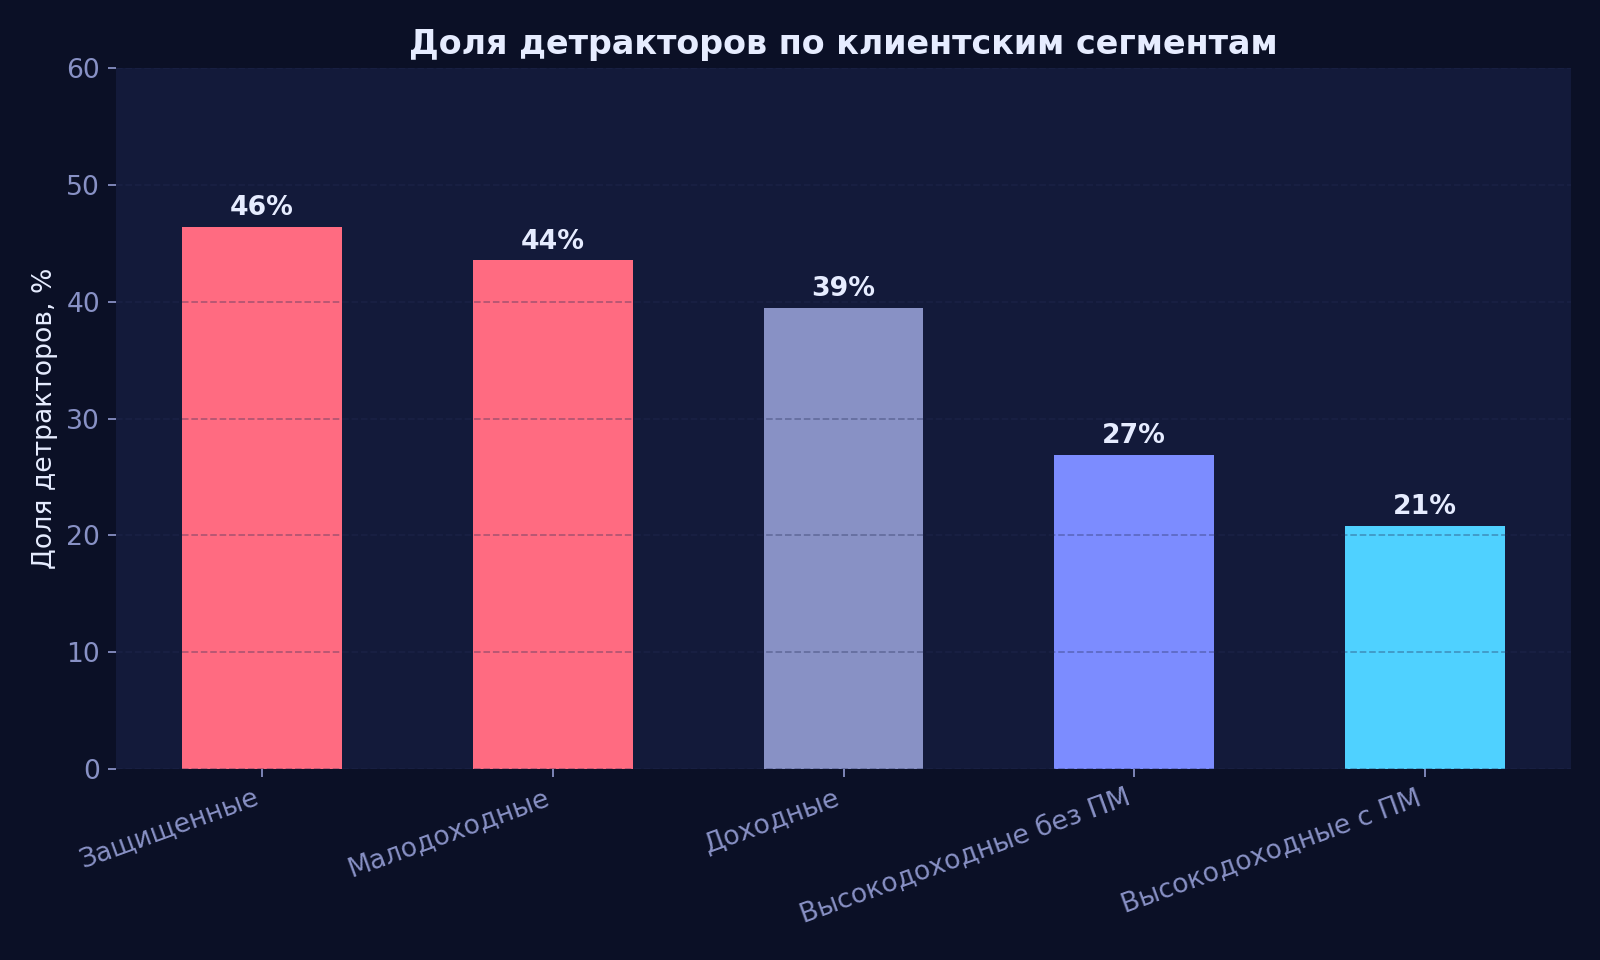 Доля детракторов по клиентским сегментам
Доля детракторов, %
60
50
40
30
20
10
0
46%
44%
39%
27%
21%
Защищенные
Малодоходные
Доходные
Высокодоходные без ПМ
Высокодоходные с ПМ